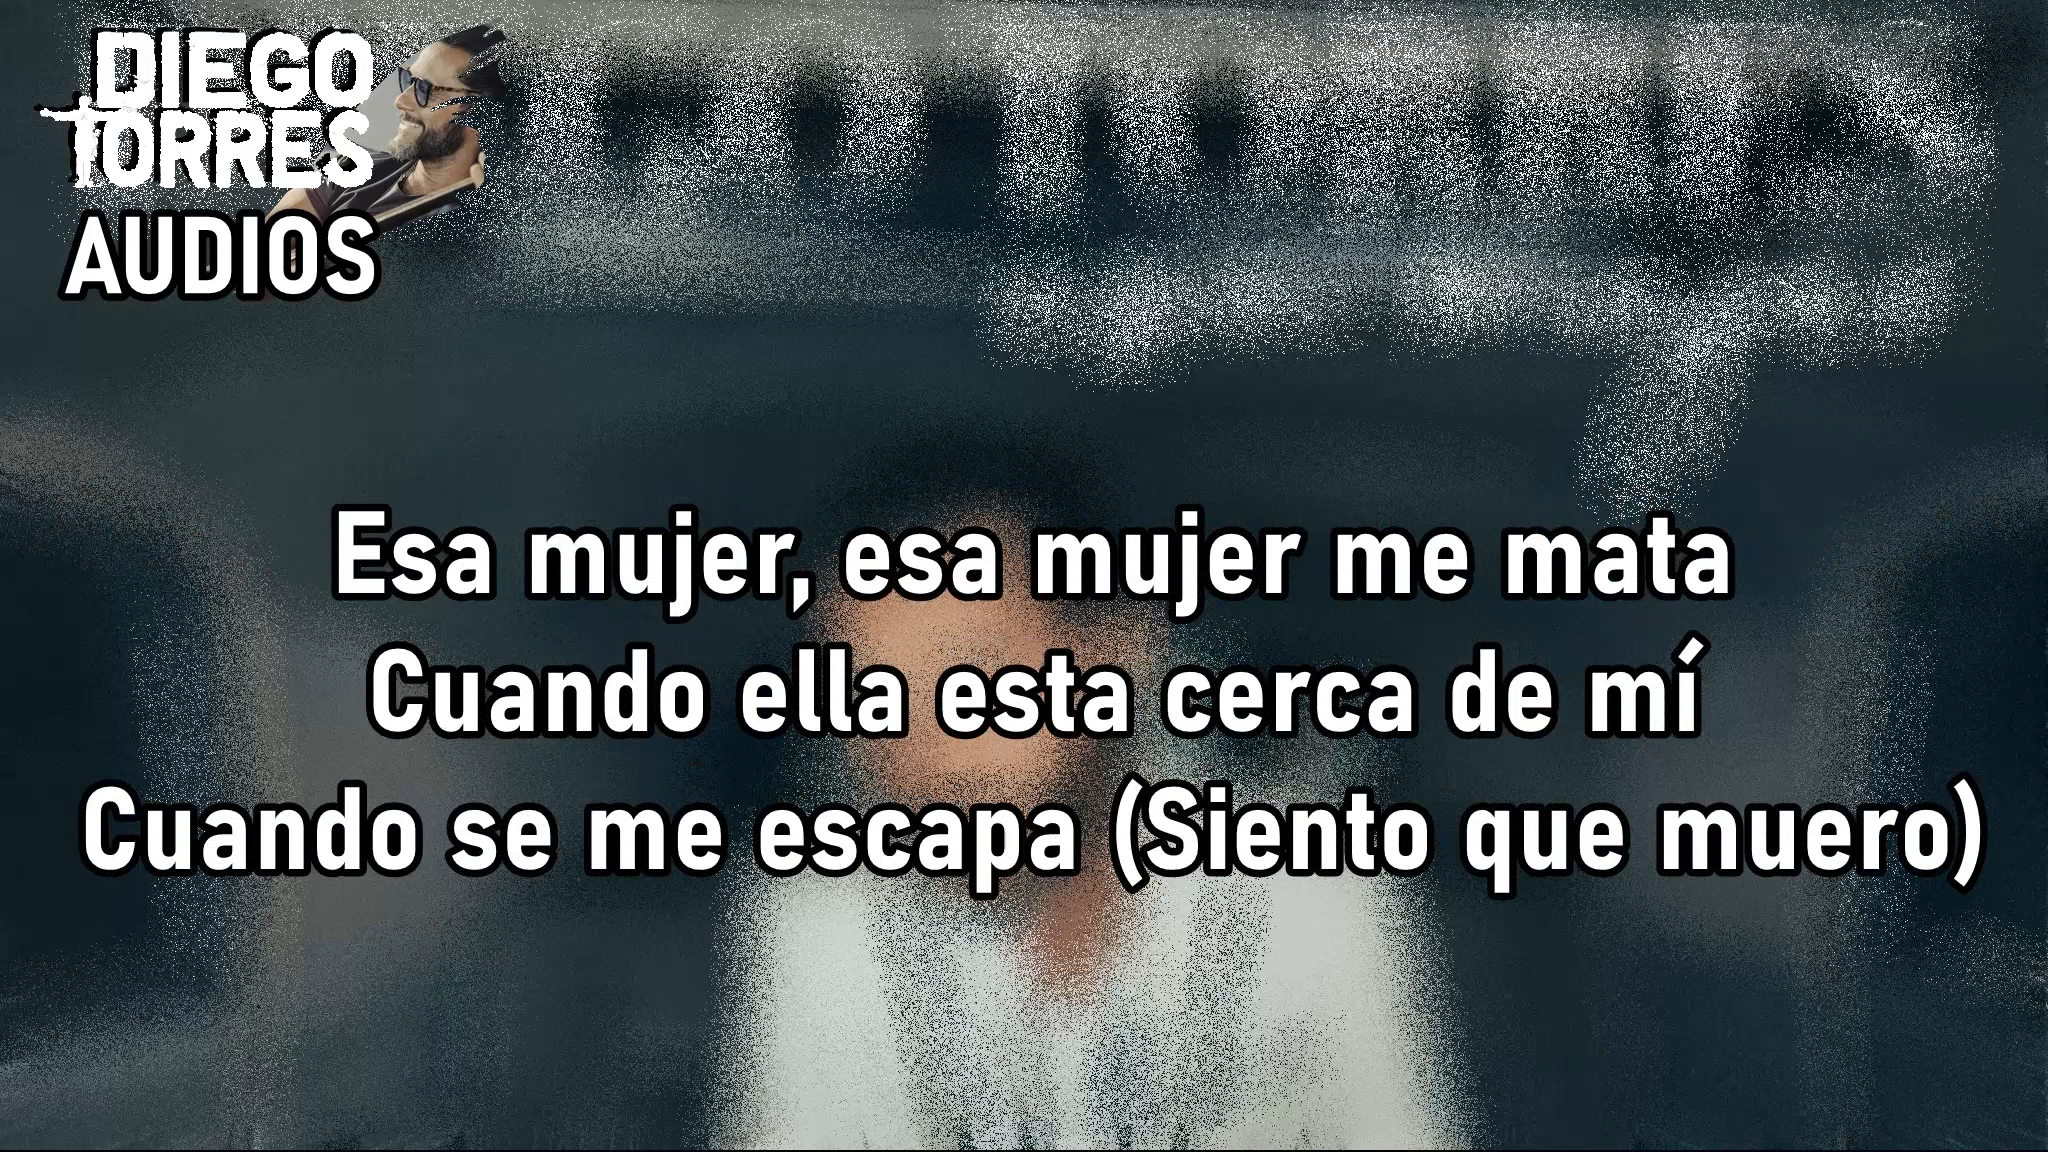 DIEGO
TORRES
AUDIOS
Esa mujer, esa mujer me mata
Cuando ella esta cerca de mí
Cuando se me escapa (Siento que muero)